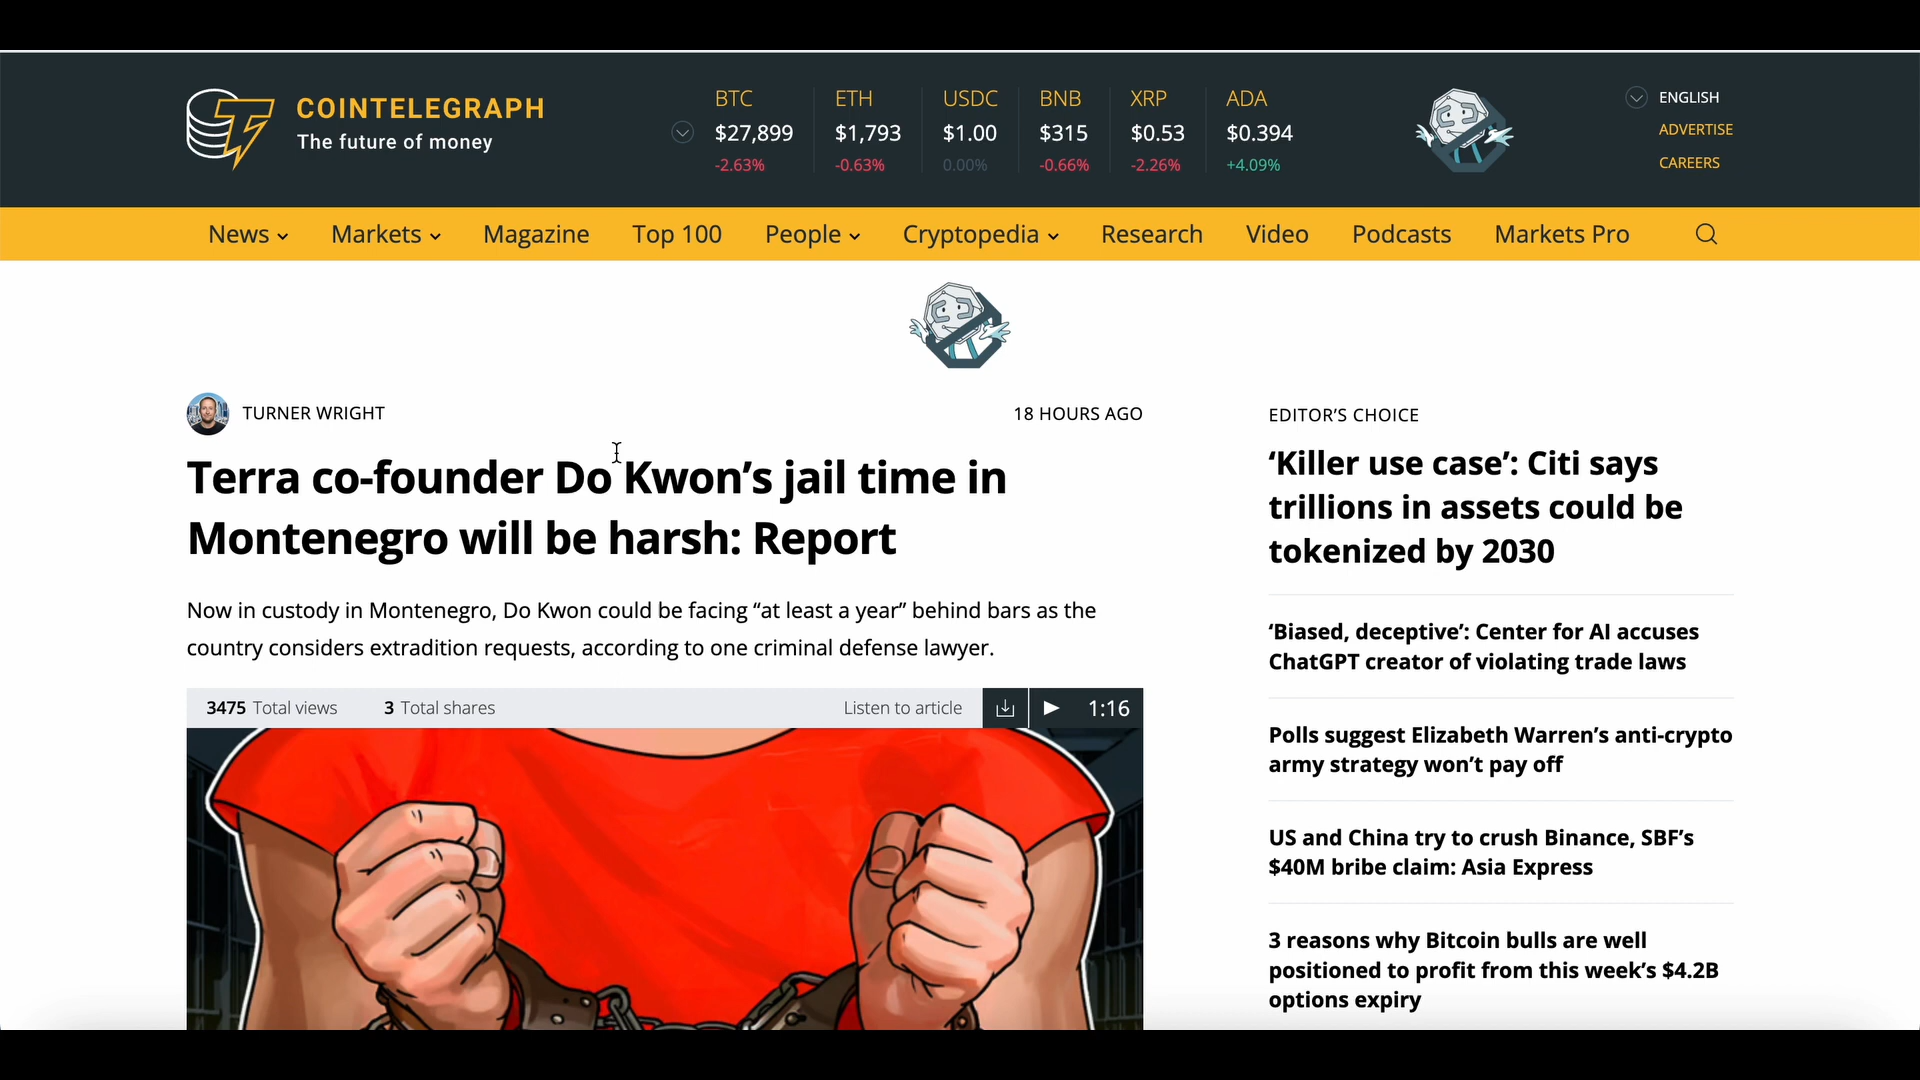 COINTELEGRAPH
The future of money
BTC ETH USDC BNB XRP ADA
$27,899 $1,793 $1.00 $315 $0.53 $0.394
-2.63% -0.63% 0.00% -0.66% -2.26% +4.09%
ENGLISH
ADVERTISE
CAREERS
News Markets Magazine Top 100 People Cryptopedia Research Video Podcasts Markets Pro
TURNER WRIGHT 18 HOURS AGO
Terra co-founder Do Kwon’s jail time in
Montenegro will be harsh: Report
Now in custody in Montenegro, Do Kwon could be facing “at least a year” behind bars as the
country considers extradition requests, according to one criminal defense lawyer.
3475 Total views 3 Total shares Listen to article 1:16
EDITOR’S CHOICE
‘Killer use case’: Citi says
trillions in assets could be
tokenized by 2030
‘Biased, deceptive’: Center for AI accuses
ChatGPT creator of violating trade laws
Polls suggest Elizabeth Warren’s anti-crypto
army strategy won’t pay off
US and China try to crush Binance, SBF’s
$40M bribe claim: Asia Express
3 reasons why Bitcoin bulls are well
positioned to profit from this week’s $4.2B
options expiry